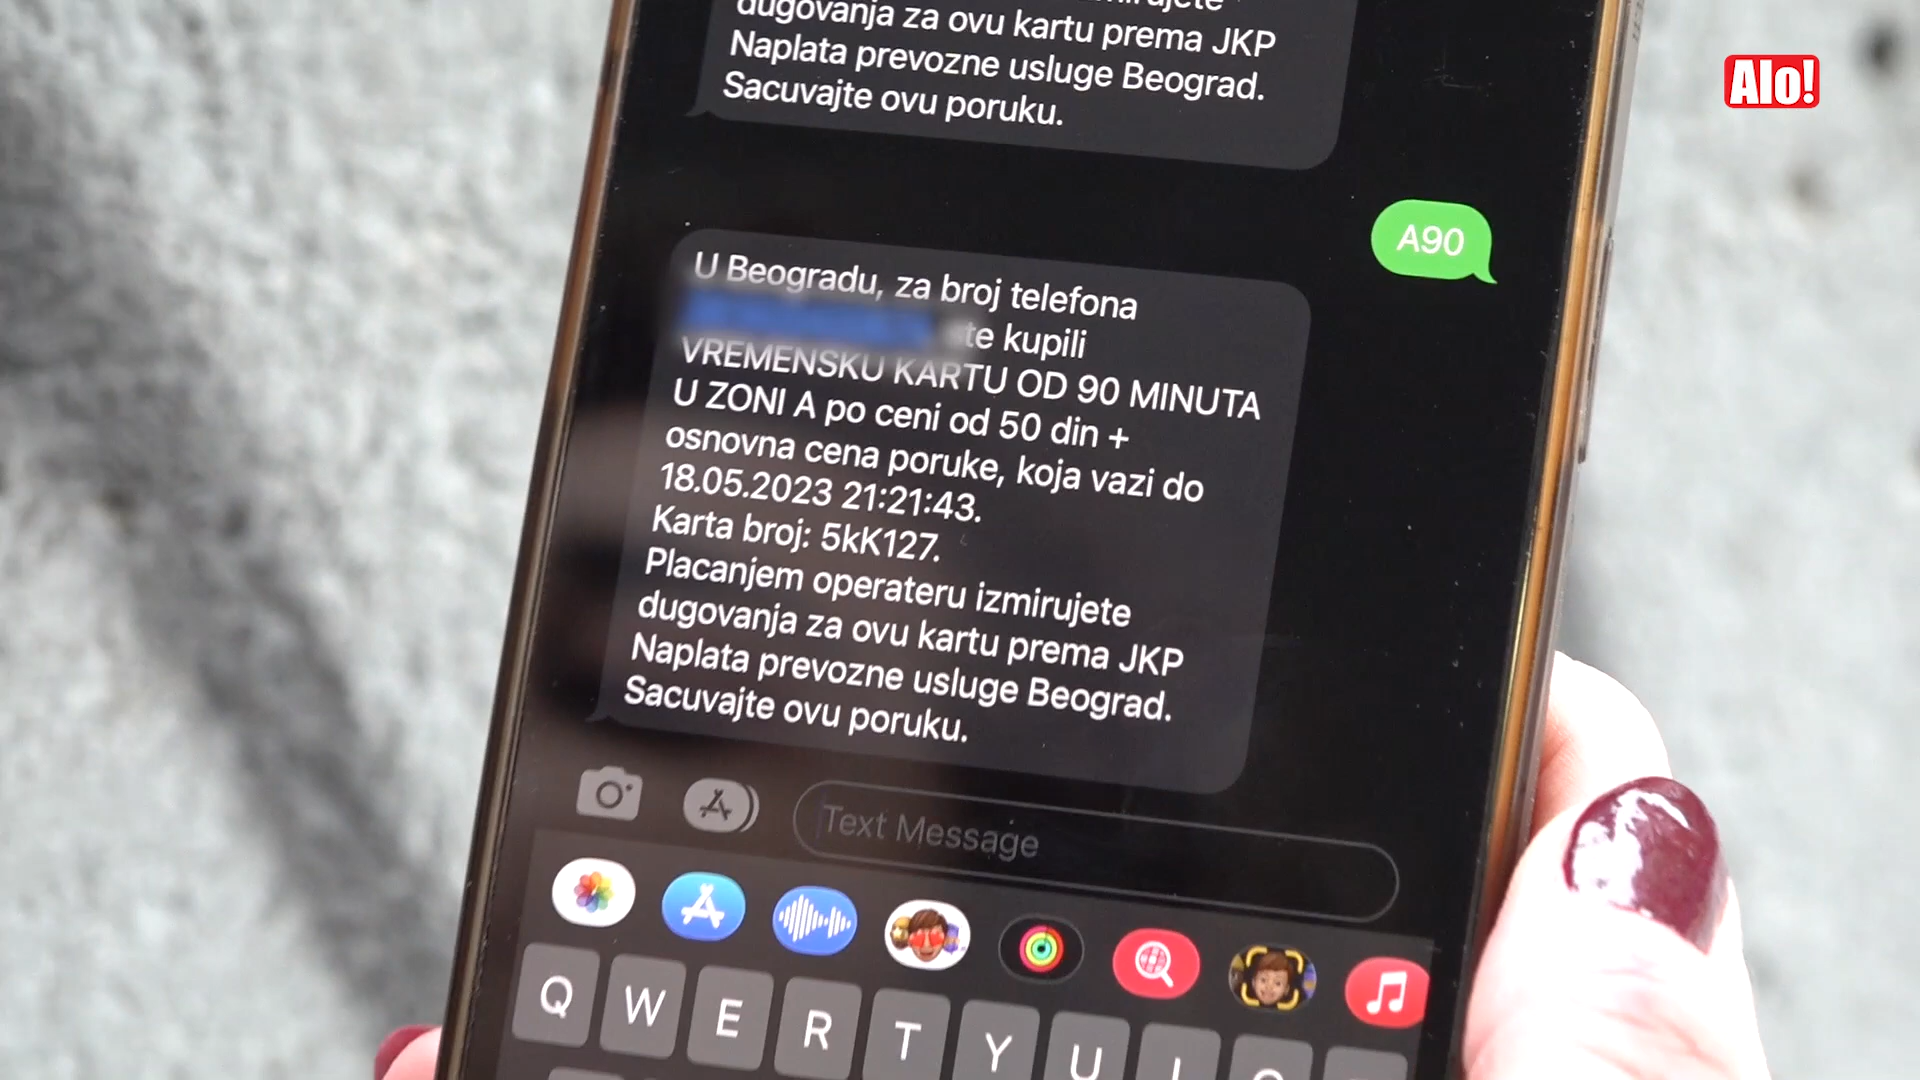 dugovanja za ovu kartu prema JKP
Naplata prevozne usluge Beograd.
Sacuvajte ovu poruku.
Alo!
A90
U Beogradu, za broj telefona
te kupili
VREMENSKU KARTU OD 90 MINUTA
U ZONI A po ceni od 50 din +
osnovna cena poruke, koja vazi do
18.05.2023 21:21:43.
Karta broj: 5kK127.
Placanjem operateru izmirujete
dugovanja za ovu kartu prema JKP
Naplata prevozne usluge Beograd.
Sacuvajte ovu poruku.
Text Message
Q W E R T Y U